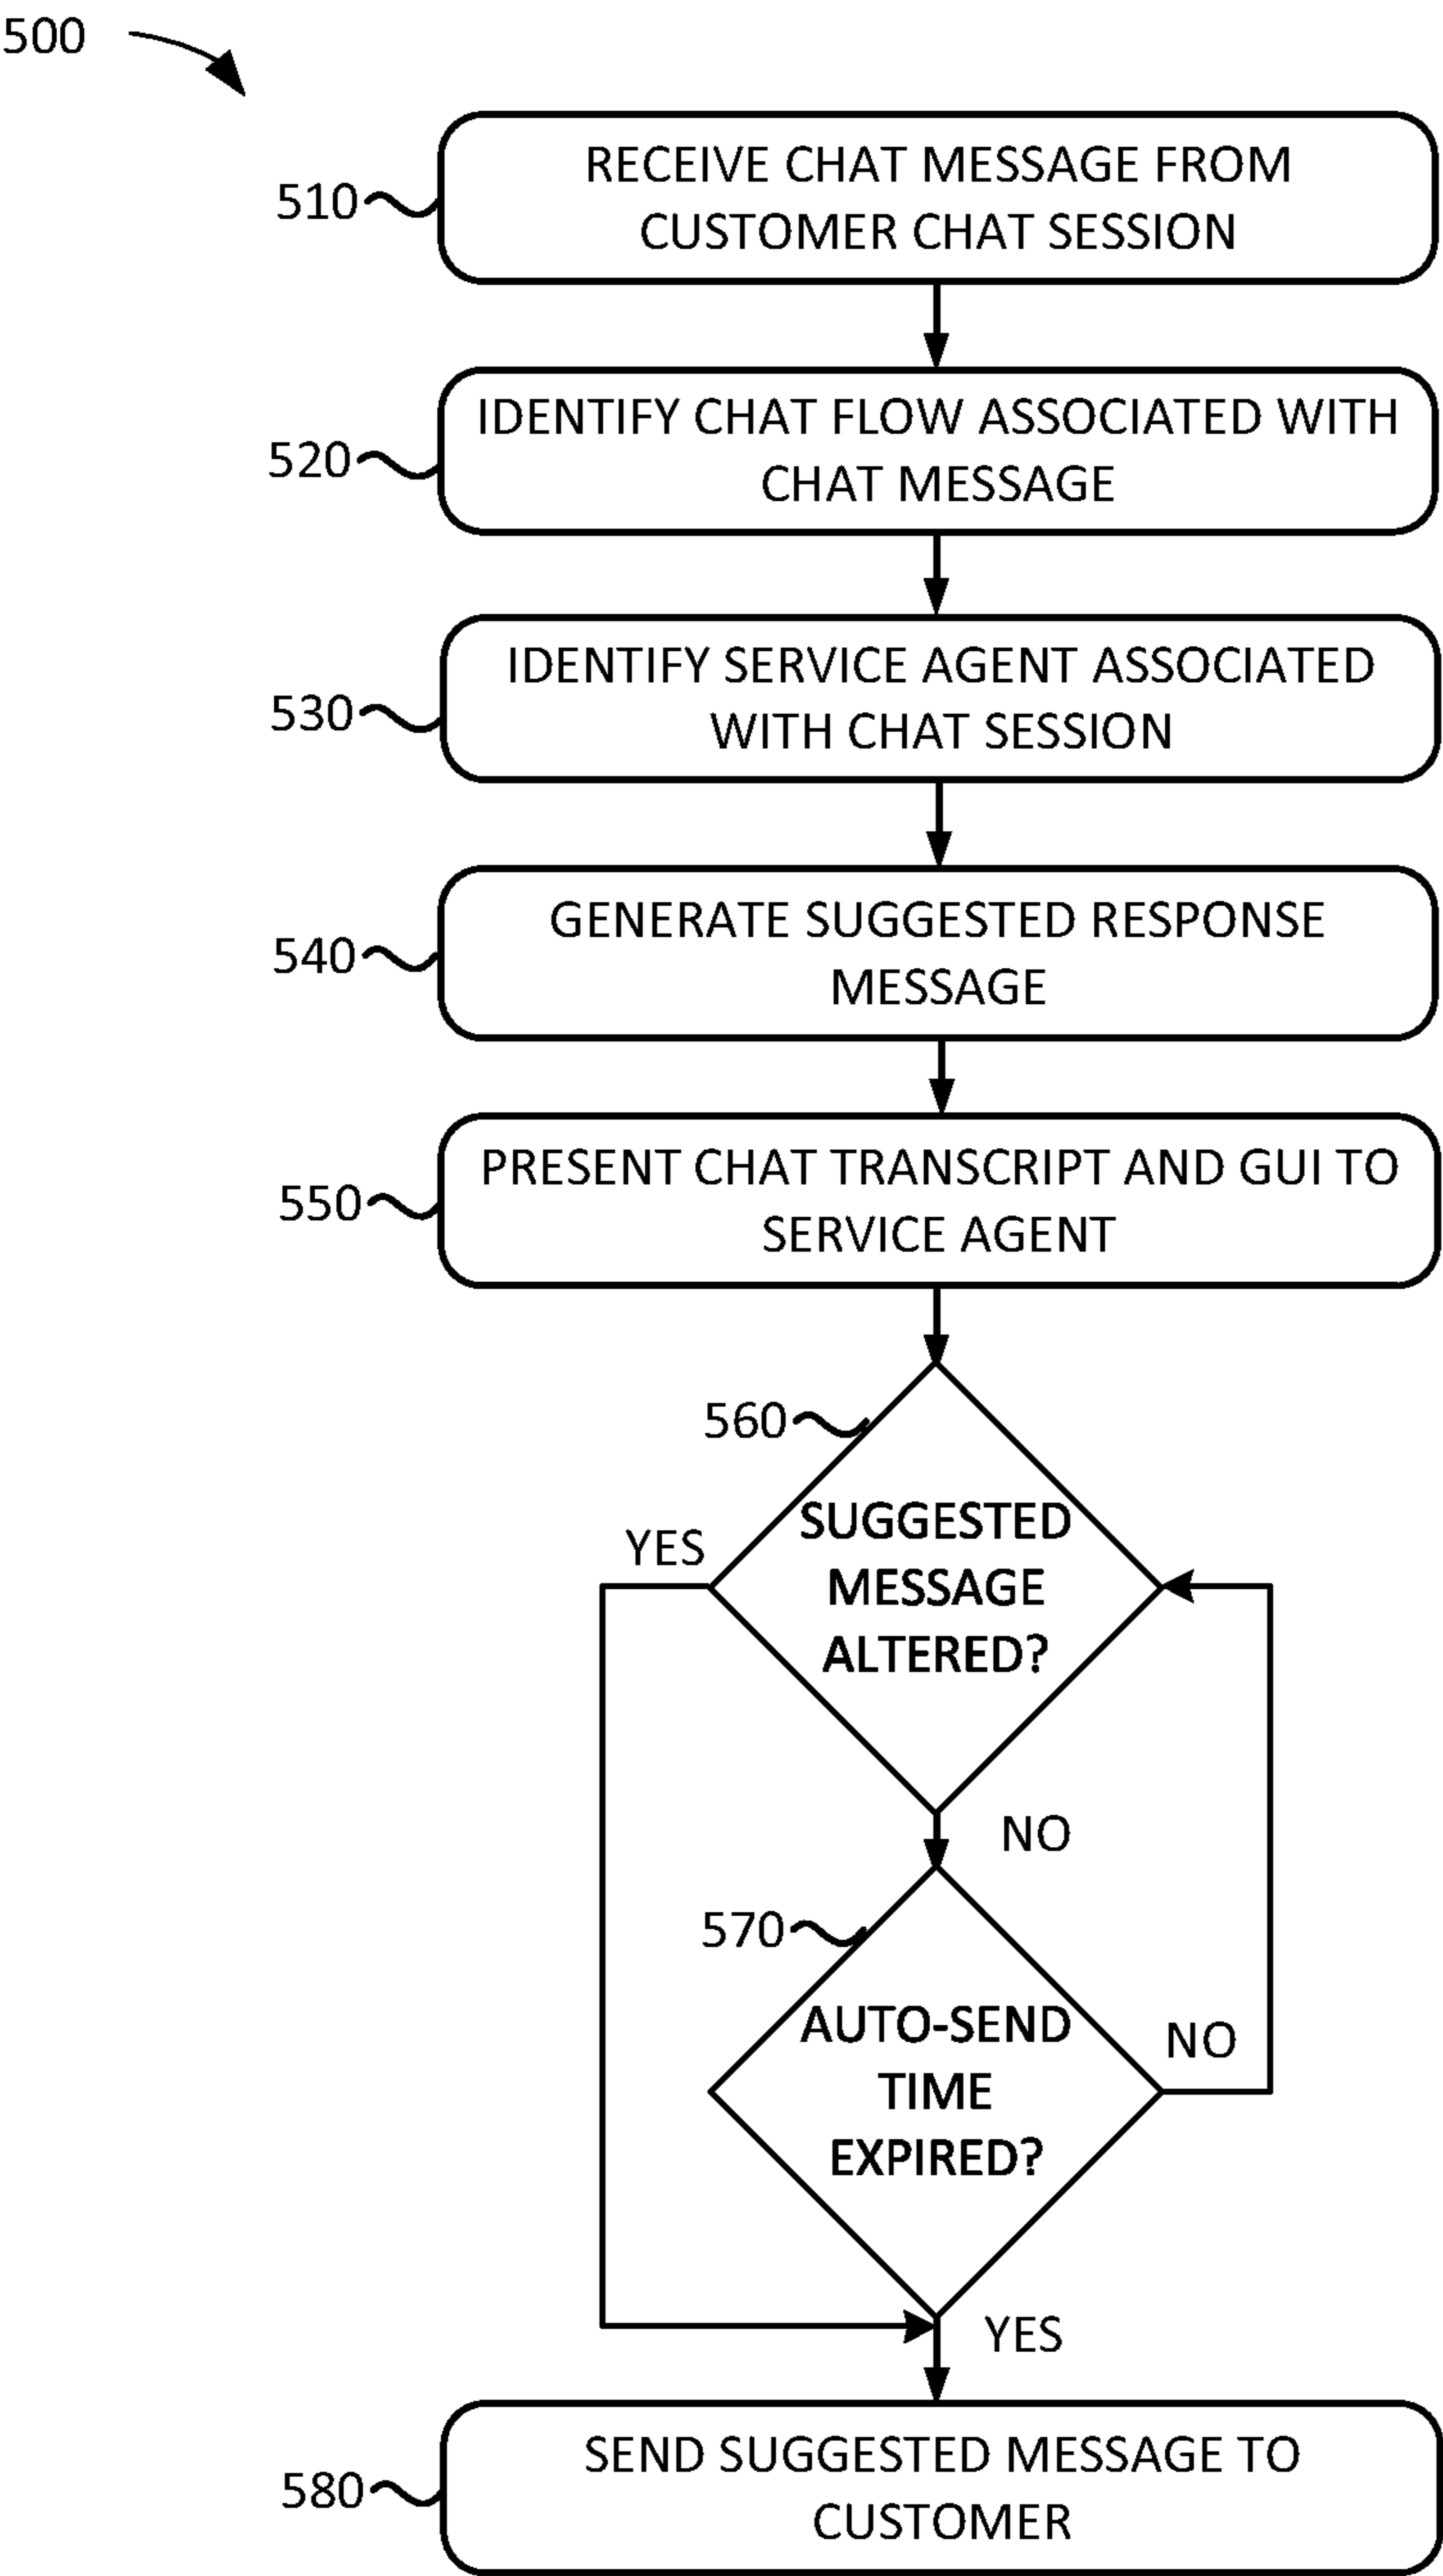 500
510
RECEIVE CHAT MESSAGE FROM
CUSTOMER CHAT SESSION
520
IDENTIFY CHAT FLOW ASSOCIATED WITH
CHAT MESSAGE
530
IDENTIFY SERVICE AGENT ASSOCIATED
WITH CHAT SESSION
540
GENERATE SUGGESTED RESPONSE
MESSAGE
550
PRESENT CHAT TRANSCRIPT AND GUI TO
SERVICE AGENT
560
SUGGESTED
MESSAGE
ALTERED?
YES
NO
570
AUTO-SEND
TIME
EXPIRED?
NO
YES
580
SEND SUGGESTED MESSAGE TO
CUSTOMER